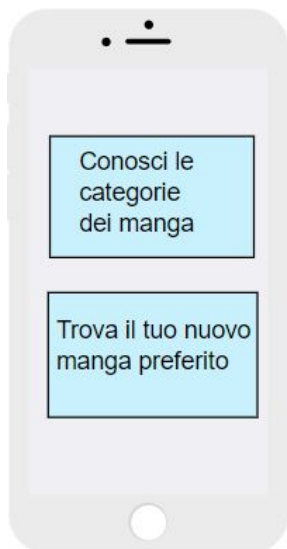 Conosci le
categorie
dei manga
Trova il tuo nuovo
manga preferito